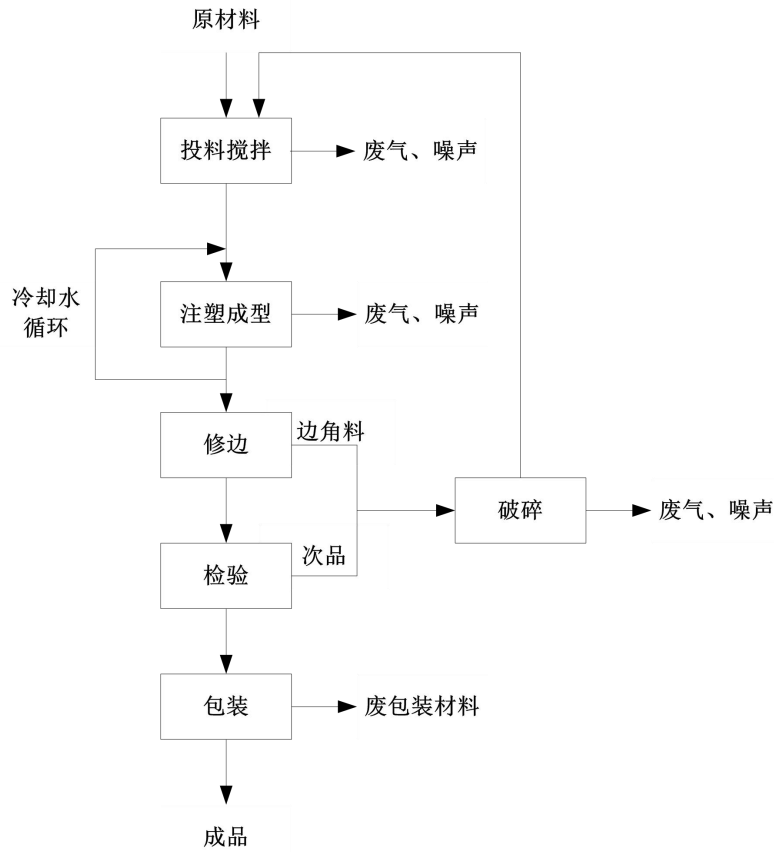 原材料
投料搅拌
废气、噪声
冷却水
循环
注塑成型
废气、噪声
修边
边角料
破碎
废气、噪声
检验
次品
包装
废包装材料
成品